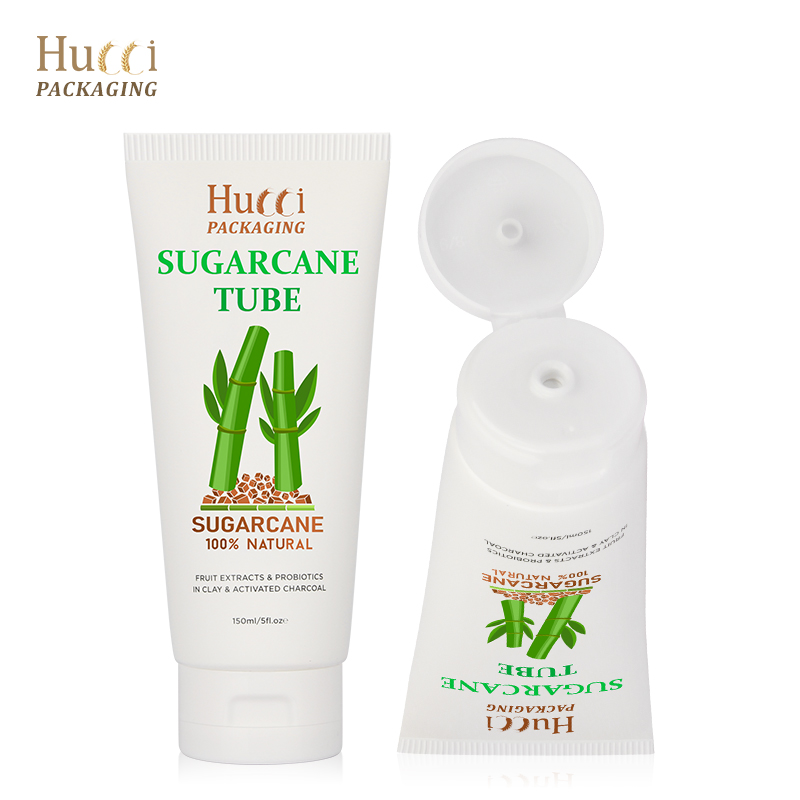 Hucci
PACKAGING
Hucci
PACKAGING
SUGARCANE
TUBE
SUGARCANE
100% NATURAL
FRUIT EXTRACTS & PROBIOTICS
IN CLAY & ACTIVATED CHARCOAL
150ml/5fl.oz℮
150ml/5fl.oz℮
IN CLAY & ACTIVATED CHARCOAL
FRUIT EXTRACTS & PROBIOTICS
100% NATURAL
SUGARCANE
TUBE
SUGARCANE
PACKAGING
Hucci